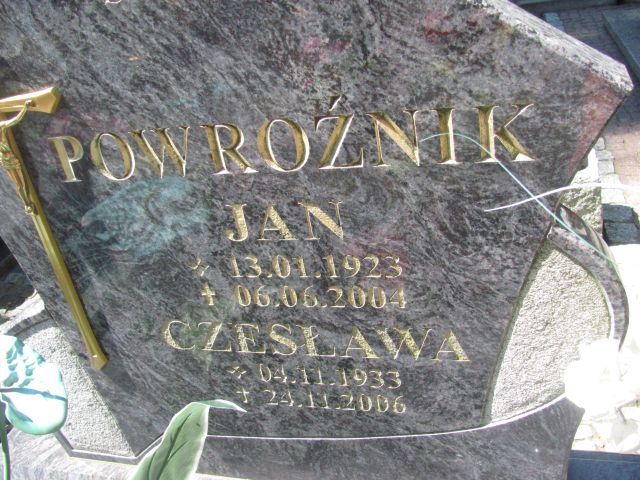 POWROŹNIK
JAN
13.01.1923
✝ 06.06.2004
CZESŁAWA
04.11.1933
✝ 24.11.2006